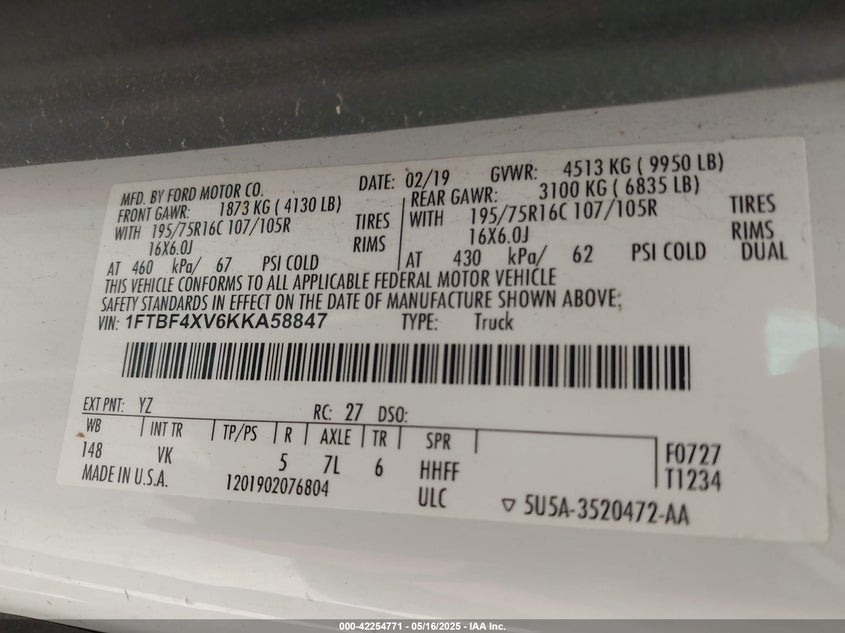 MFD. BY FORD MOTOR CO. DATE: 02/19 GVWR: 4513 KG ( 9950 LB)
FRONT GAWR: 1873 KG ( 4130 LB) REAR GAWR: 3100 KG ( 6835 LB)
WITH 195/75R16C 107/105R TIRES WITH 195/75R16C 107/105R TIRES
16X6.0J RIMS 16X6.0J RIMS
AT 460 kPa/ 67 PSI COLD AT 430 kPa/ 62 PSI COLD DUAL
THIS VEHICLE CONFORMS TO ALL APPLICABLE FEDERAL MOTOR VEHICLE
SAFETY STANDARDS IN EFFECT ON THE DATE OF MANUFACTURE SHOWN ABOVE;
VIN: 1FTBF4XV6KKA58847 TYPE: Truck
EXT PNT: YZ RC: 27 DSO:
WB INT TR TP/PS R AXLE TR SPR
148 VK 5 7L 6 HHFF F0727
MADE IN U.S.A. 1201902076804 ULC T1234
▽ 5U5A-3520472-AA
000-42254771 - 05/16/2025 - IAA Inc.